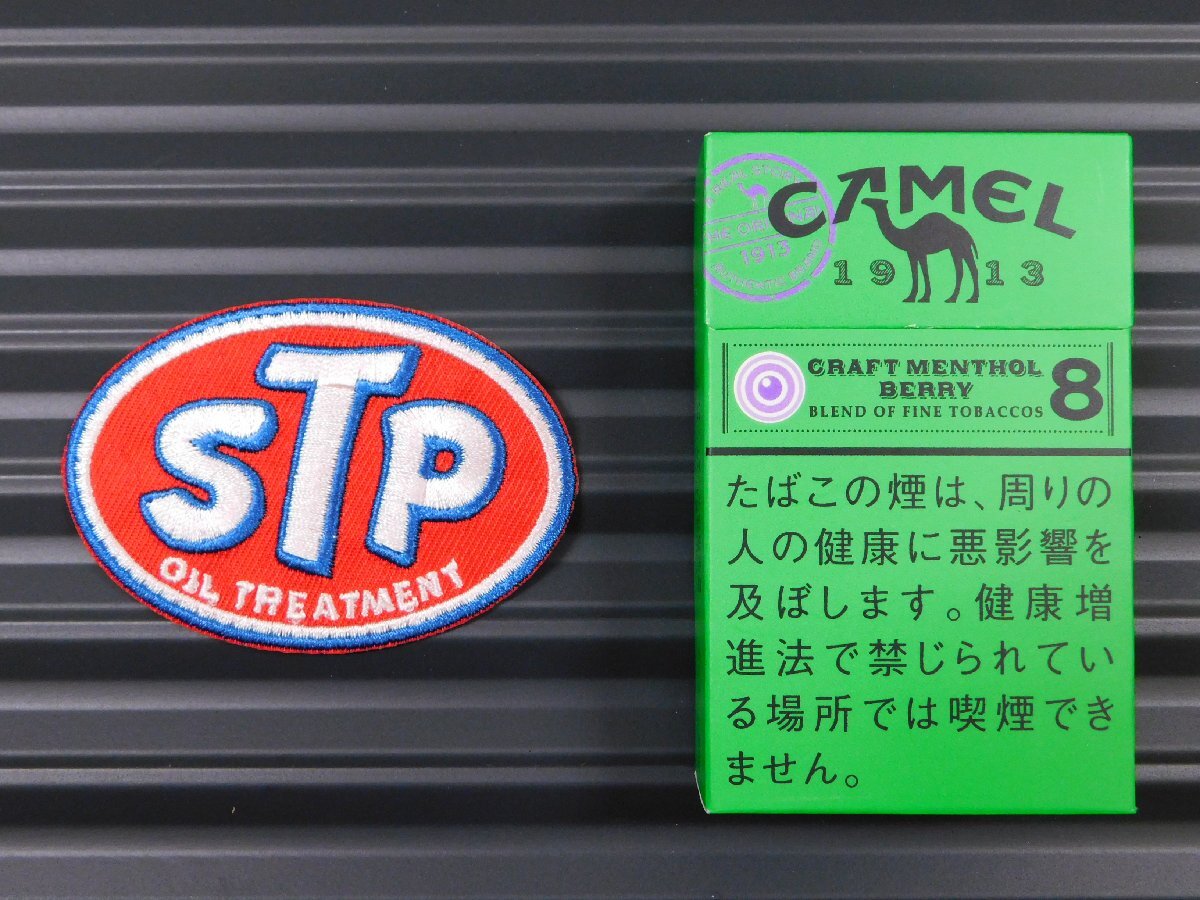 STP
OIL TREATMENT
CAMEL
1913
1913
CRAFT MENTHOL
BERRY
BLEND OF FINE TOBACCOS
8
たばこの煙は、周りの
人の健康に悪影響を
及ぼします。健康増
進法で禁じられてい
る場所では喫煙でき
ません。